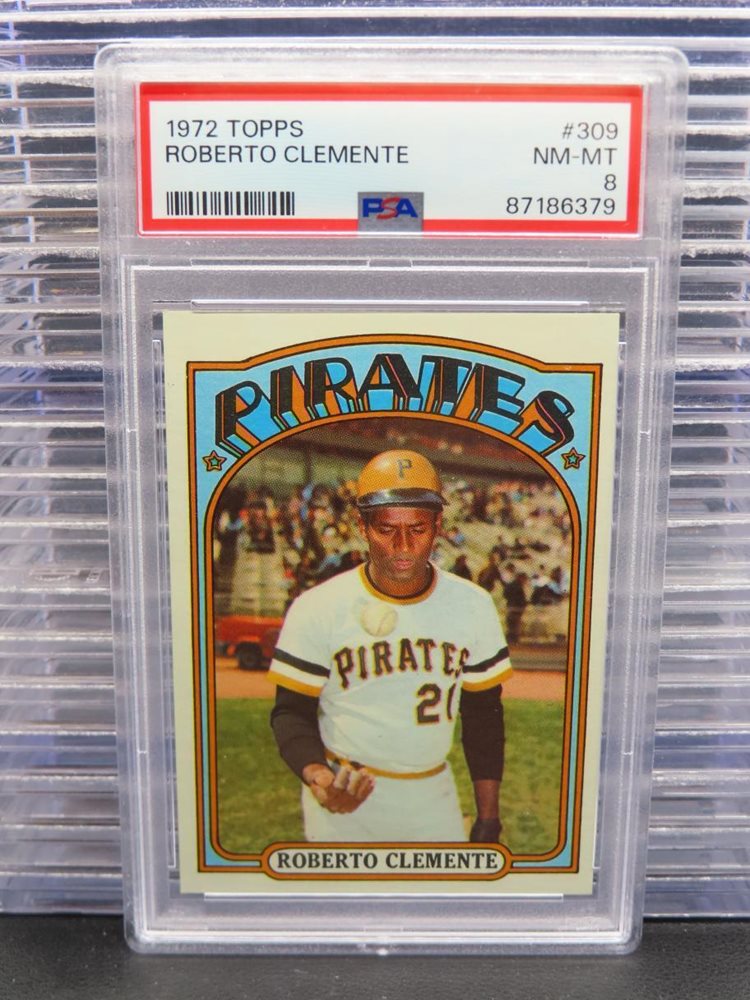 1972 TOPPS #309
ROBERTO CLEMENTE NM-MT
8
PSA 87186379
PIRATES
P
PIRATES
21
ROBERTO CLEMENTE